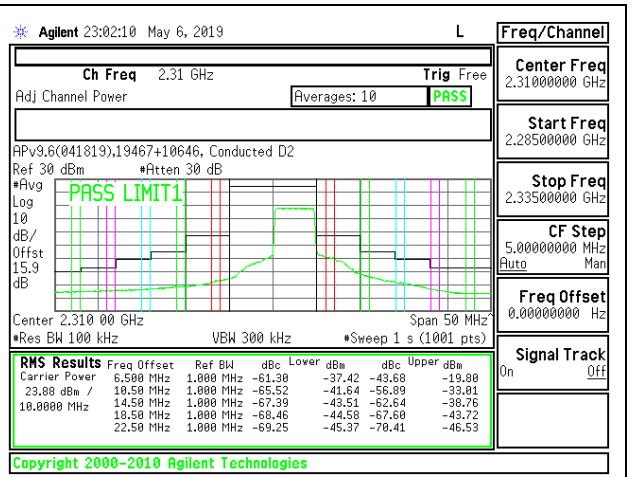 Agilent 23:02:10 May 6, 2019 L
Freq/Channel
Ch Freq 2.31 GHz Trig Free
Adj Channel Power Averages: 10 PASS
Center Freq
2.31000000 GHz
Start Freq
2.28500000 GHz
Stop Freq
2.33500000 GHz
CF Step
5.00000000 MHz
Auto Man
Freq Offset
0.00000000 Hz
Signal Track
On Off
APv9.6(041819),19467+10646, Conducted D2
Ref 30 dBm #Atten 30 dB
#Avg
Log
10
dB/
Offst
15.9
dB
PASS LIMIT1
Center 2.310 00 GHz Span 50 MHz^
#Res BW 100 kHz VBW 300 kHz #Sweep 1 s (1001 pts)
RMS Results Freq Offset Ref BW dBc Lower dBm dBc Upper dBm
Carrier Power 6.500 MHz 1.000 MHz -61.30 -37.42 -43.68 -19.80
23.88 dBm / 10.50 MHz 1.000 MHz -65.52 -41.64 -56.89 -33.01
10.0000 MHz 14.50 MHz 1.000 MHz -67.39 -43.51 -62.64 -38.76
18.50 MHz 1.000 MHz -68.46 -44.58 -67.60 -43.72
22.50 MHz 1.000 MHz -69.25 -45.37 -70.41 -46.53
Copyright 2000-2010 Agilent Technologies